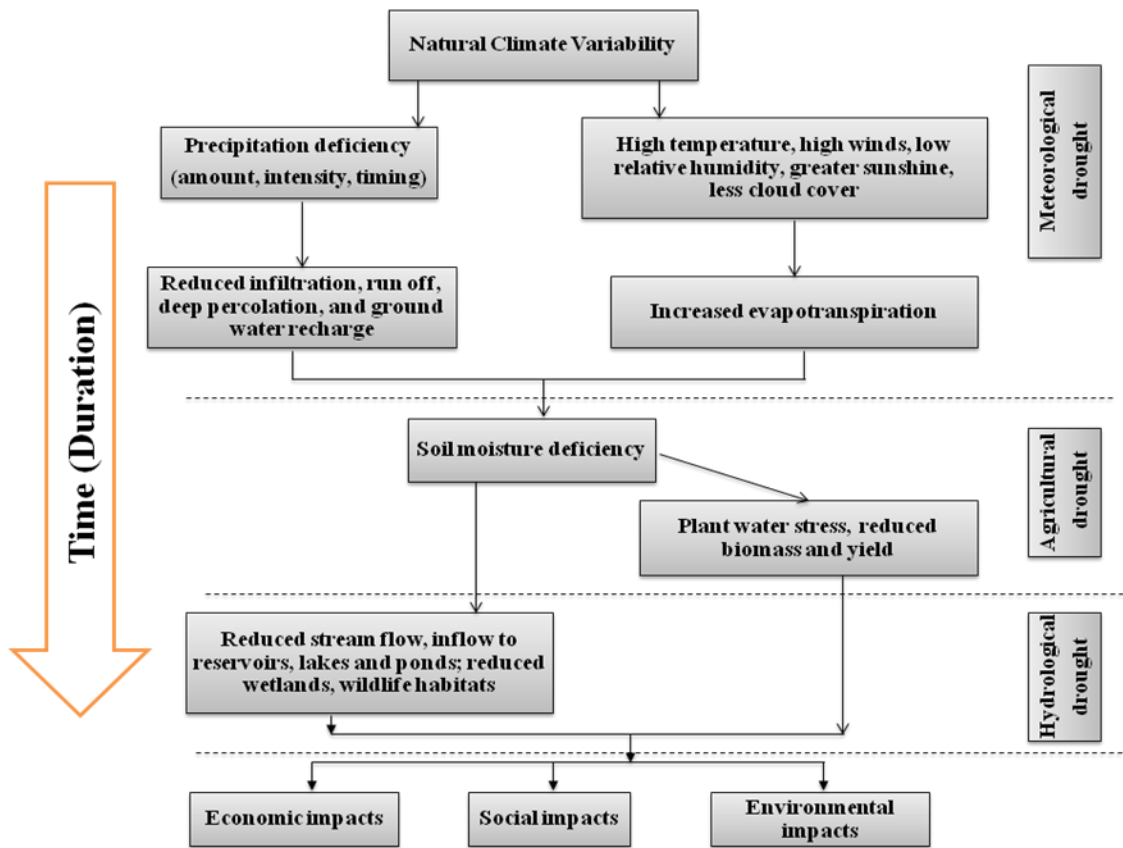 Natural Climate Variability
Precipitation deficiency
(amount, intensity, timing)
High temperature, high winds, low
relative humidity, greater sunshine,
less cloud cover
Meteorological
drought
Reduced infiltration, run off,
deep percolation, and ground
water recharge
Increased evapotranspiration
Time (Duration)
Soil moisture deficiency
Plant water stress, reduced
biomass and yield
Agricultural
drought
Reduced stream flow, inflow to
reservoirs, lakes and ponds; reduced
wetlands, wildlife habitats
Hydrological
drought
Economic impacts
Social impacts
Environmental
impacts